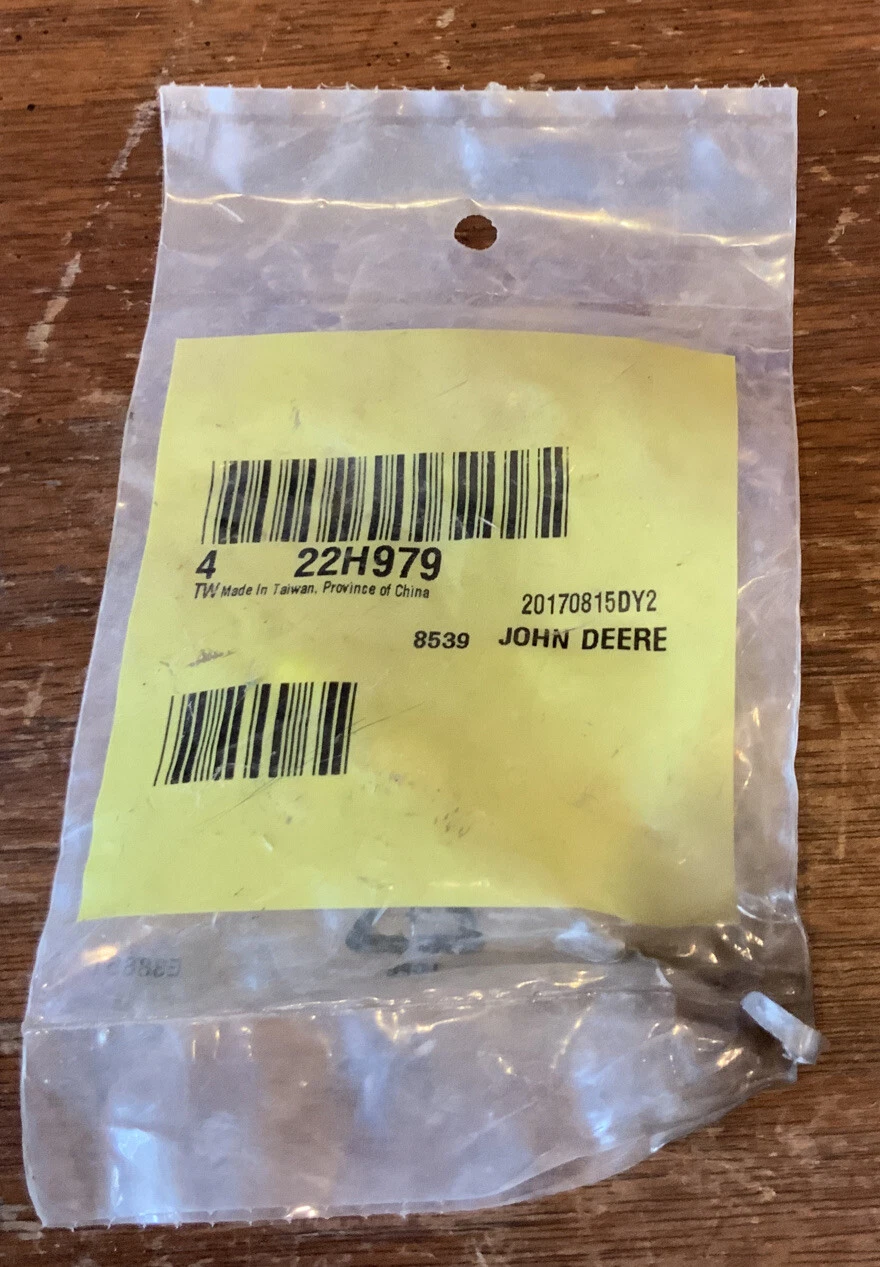 4 22H979
TW Made In Taiwan, Province of China
20170815DY2
8539 JOHN DEERE